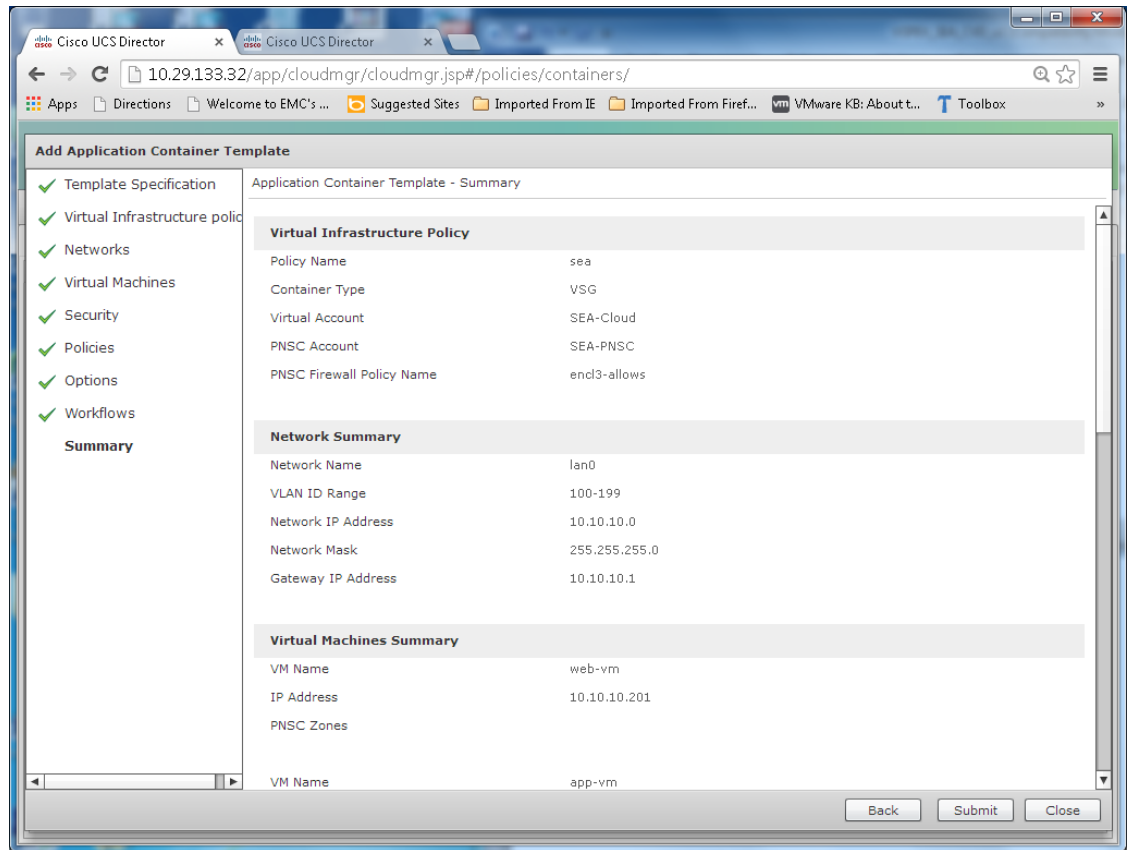 Cisco UCS Director
Cisco UCS Director
10.29.133.32/app/cloudmgr/cloudmgr.jsp#/policies/containers/
Apps Directions Welcome to EMC's ... Suggested Sites Imported From IE Imported From Firef... VMware KB: About t... Toolbox »
Add Application Container Template
Template Specification
Virtual Infrastructure polic
Networks
Virtual Machines
Security
Policies
Options
Workflows
Summary
Application Container Template - Summary
Virtual Infrastructure Policy
Policy Name sea
Container Type VSG
Virtual Account SEA-Cloud
PNSC Account SEA-PNSC
PNSC Firewall Policy Name encl3-allows
Network Summary
Network Name lan0
VLAN ID Range 100-199
Network IP Address 10.10.10.0
Network Mask 255.255.255.0
Gateway IP Address 10.10.10.1
Virtual Machines Summary
VM Name web-vm
IP Address 10.10.10.201
PNSC Zones
VM Name app-vm
Back Submit Close